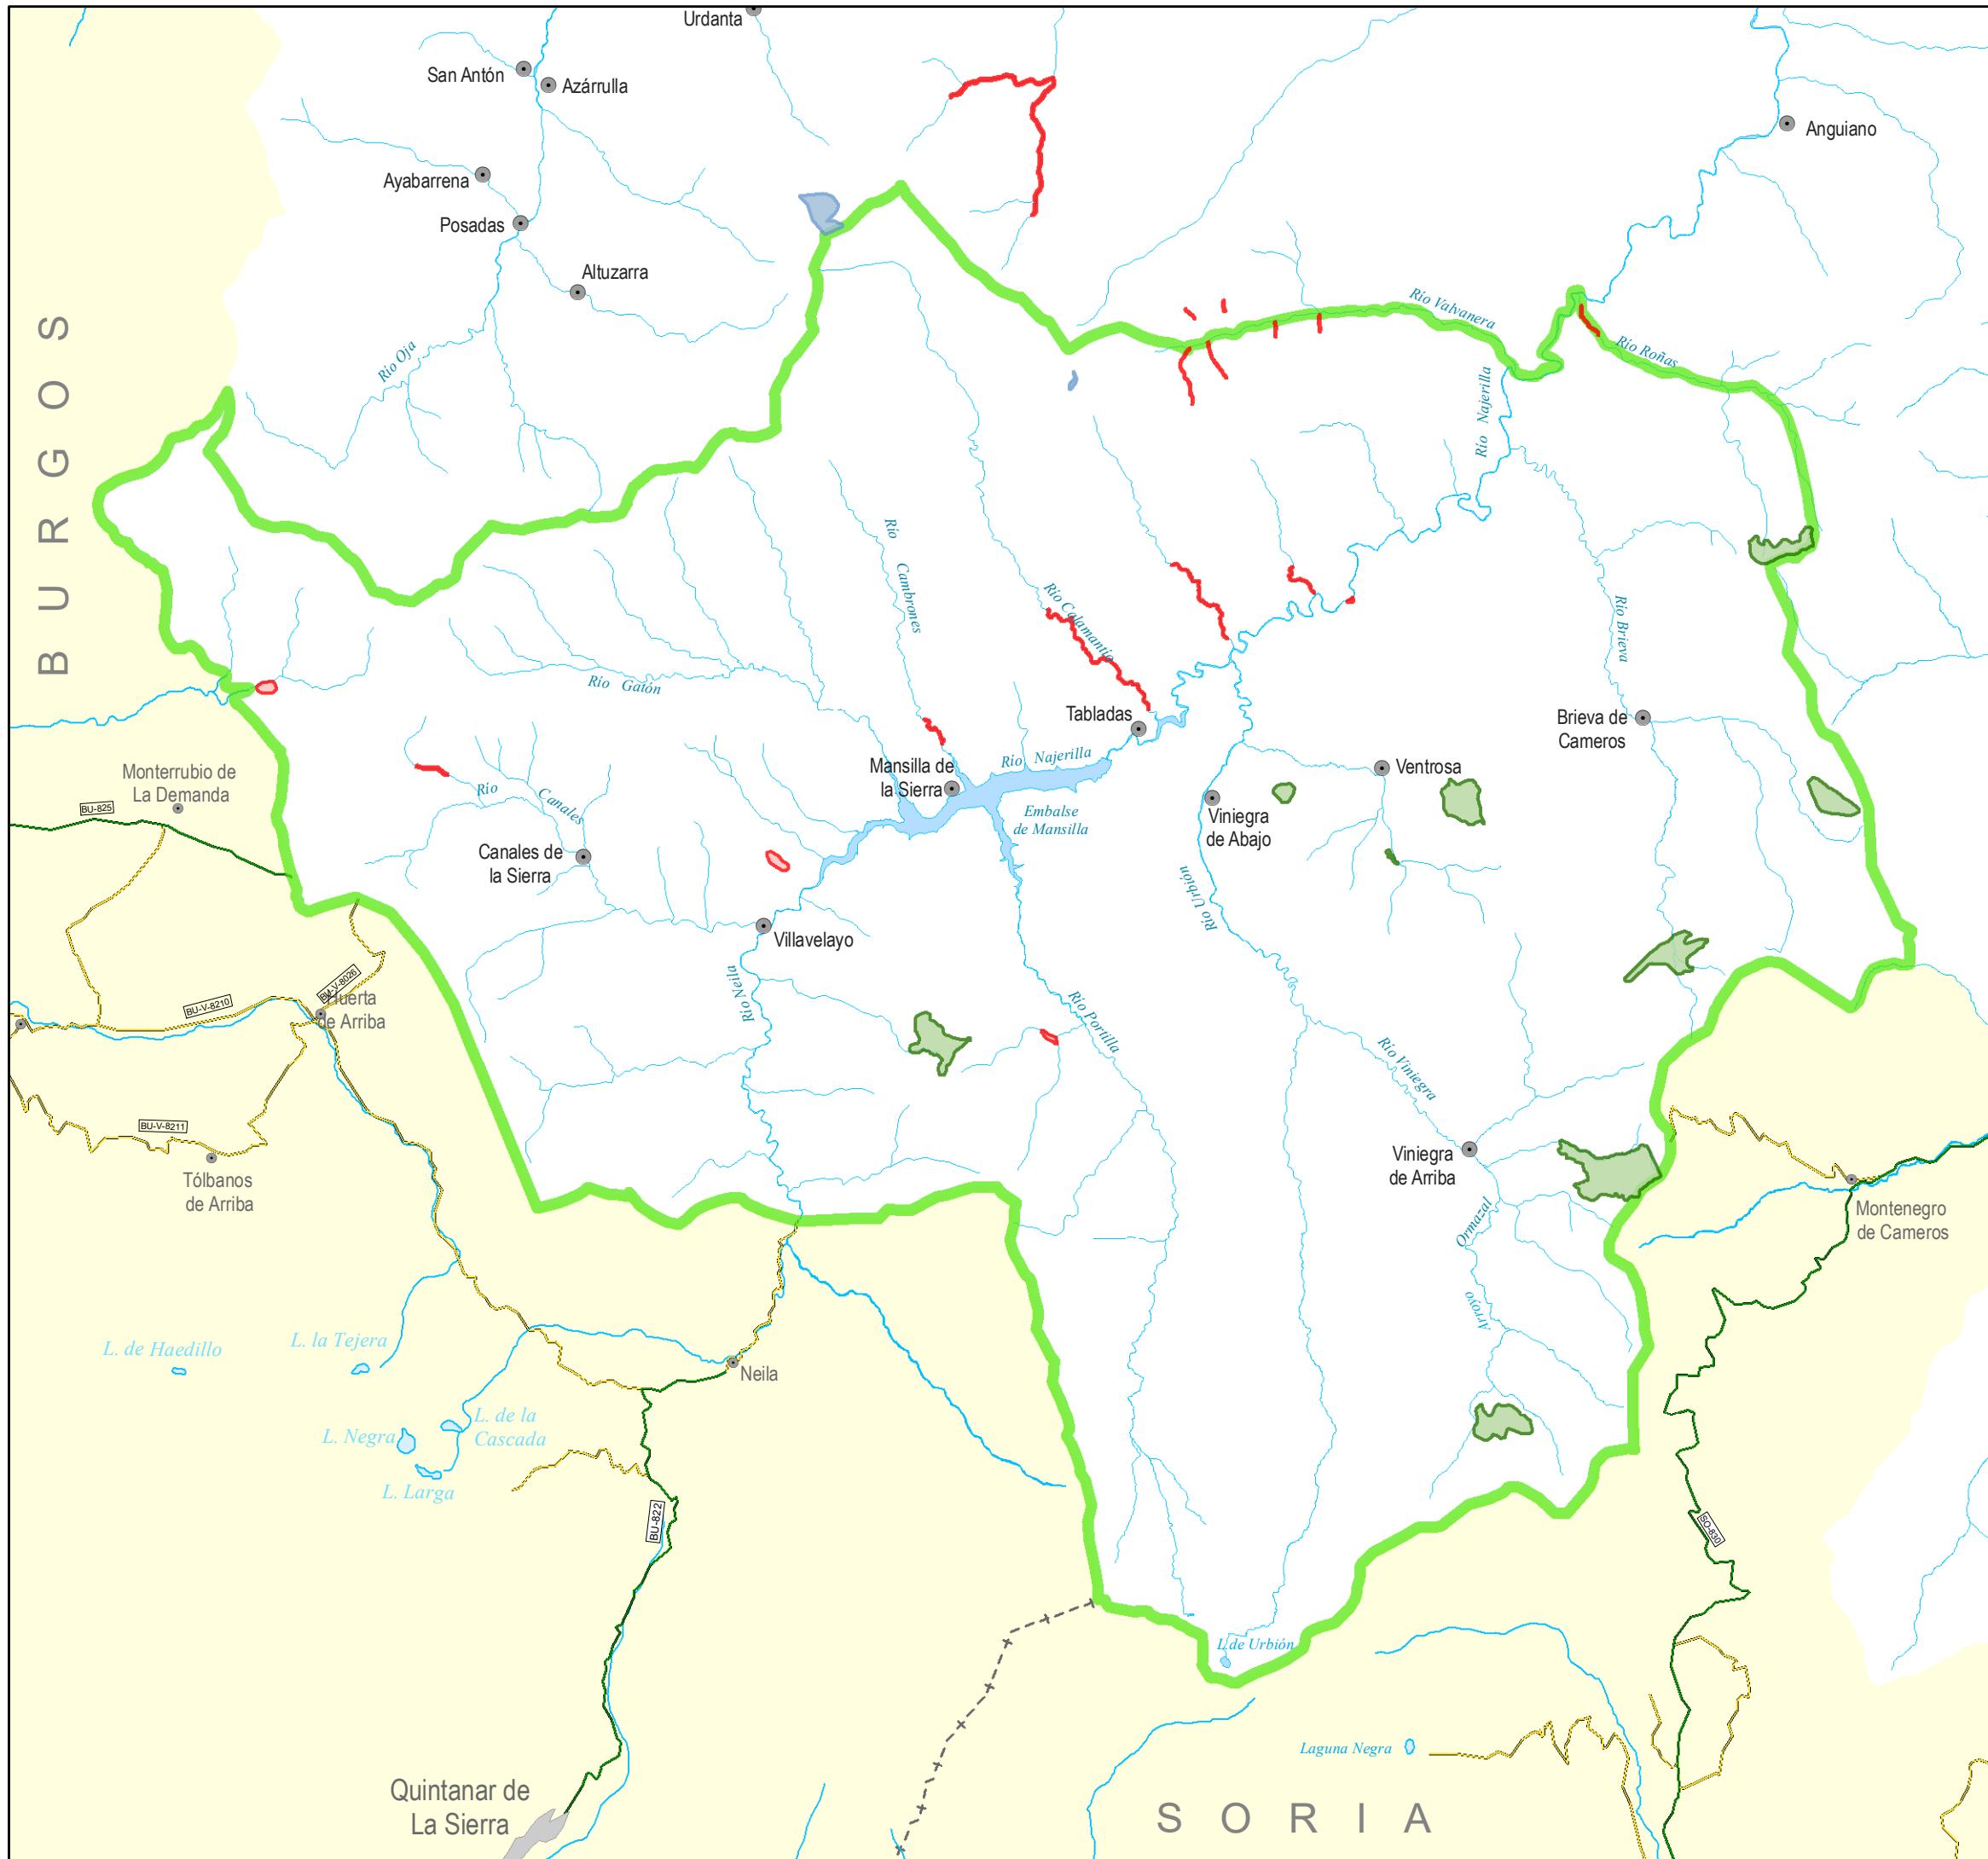 Urdanta
San Antón
Azárrulla
Anguiano
Ayabarrena
Posadas
Altuzarra
BURGOS
Río Oja
Río Valvanera
Río Roñas
Río Najerilla
Río Cambrones
Río Calamantío
Río Brieva
Río Gatón
Tabladas
Brieva de
Cameros
Monterrubio de
La Demanda
BU-825
Río Canales
Mansilla de
la Sierra
Río Najerilla
Ventrosa
Embalse
de Mansilla
Viniegra
de Abajo
Canales de
la Sierra
Río Urbión
Villavelayo
Río Neila
BU-V-8026
BU-V-8210
Huerta
de Arriba
Río Portilla
Río Viniegra
BU-V-8211
Tólbanos
de Arriba
Viniegra
de Arriba
Montenegro
de Cameros
Arroyo Ormazal
L. de Haedillo
L. la Tejera
Neila
L. de la
Cascada
L. Negra
L. Larga
BU-822
SO-830
L.de Urbión
Laguna Negra
Quintanar de
La Sierra
SORIA